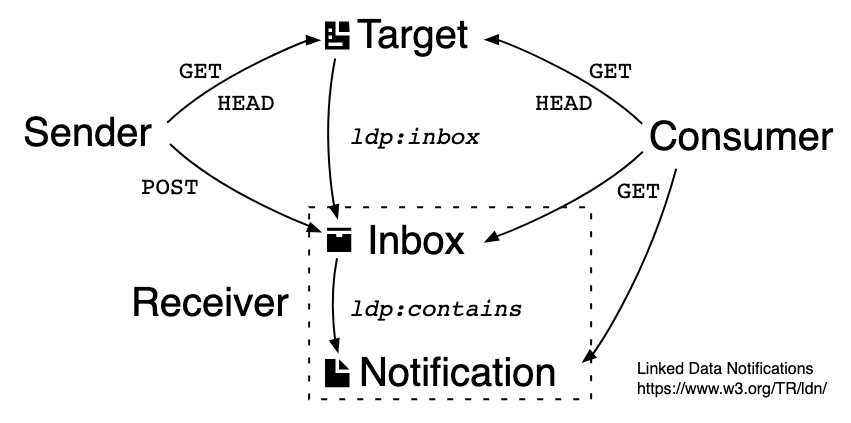 Target
GET
GET
HEAD
HEAD
Sender
ldp:inbox
Consumer
POST
GET
Inbox
Receiver
ldp:contains
Notification
Linked Data Notifications
https://www.w3.org/TR/ldn/